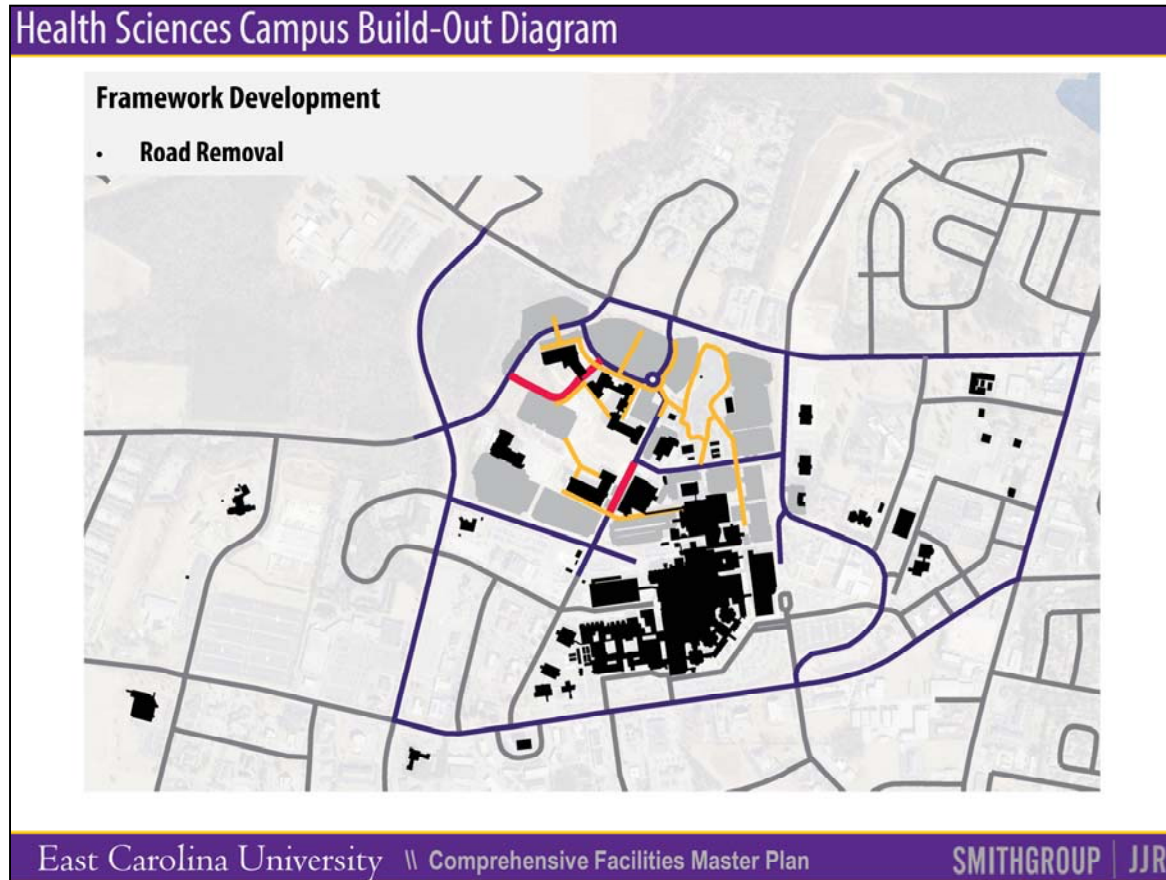 Health Sciences Campus Build-Out Diagram
Framework Development
• Road Removal
East Carolina University \\ Comprehensive Facilities Master Plan SMITHGROUP | JJR